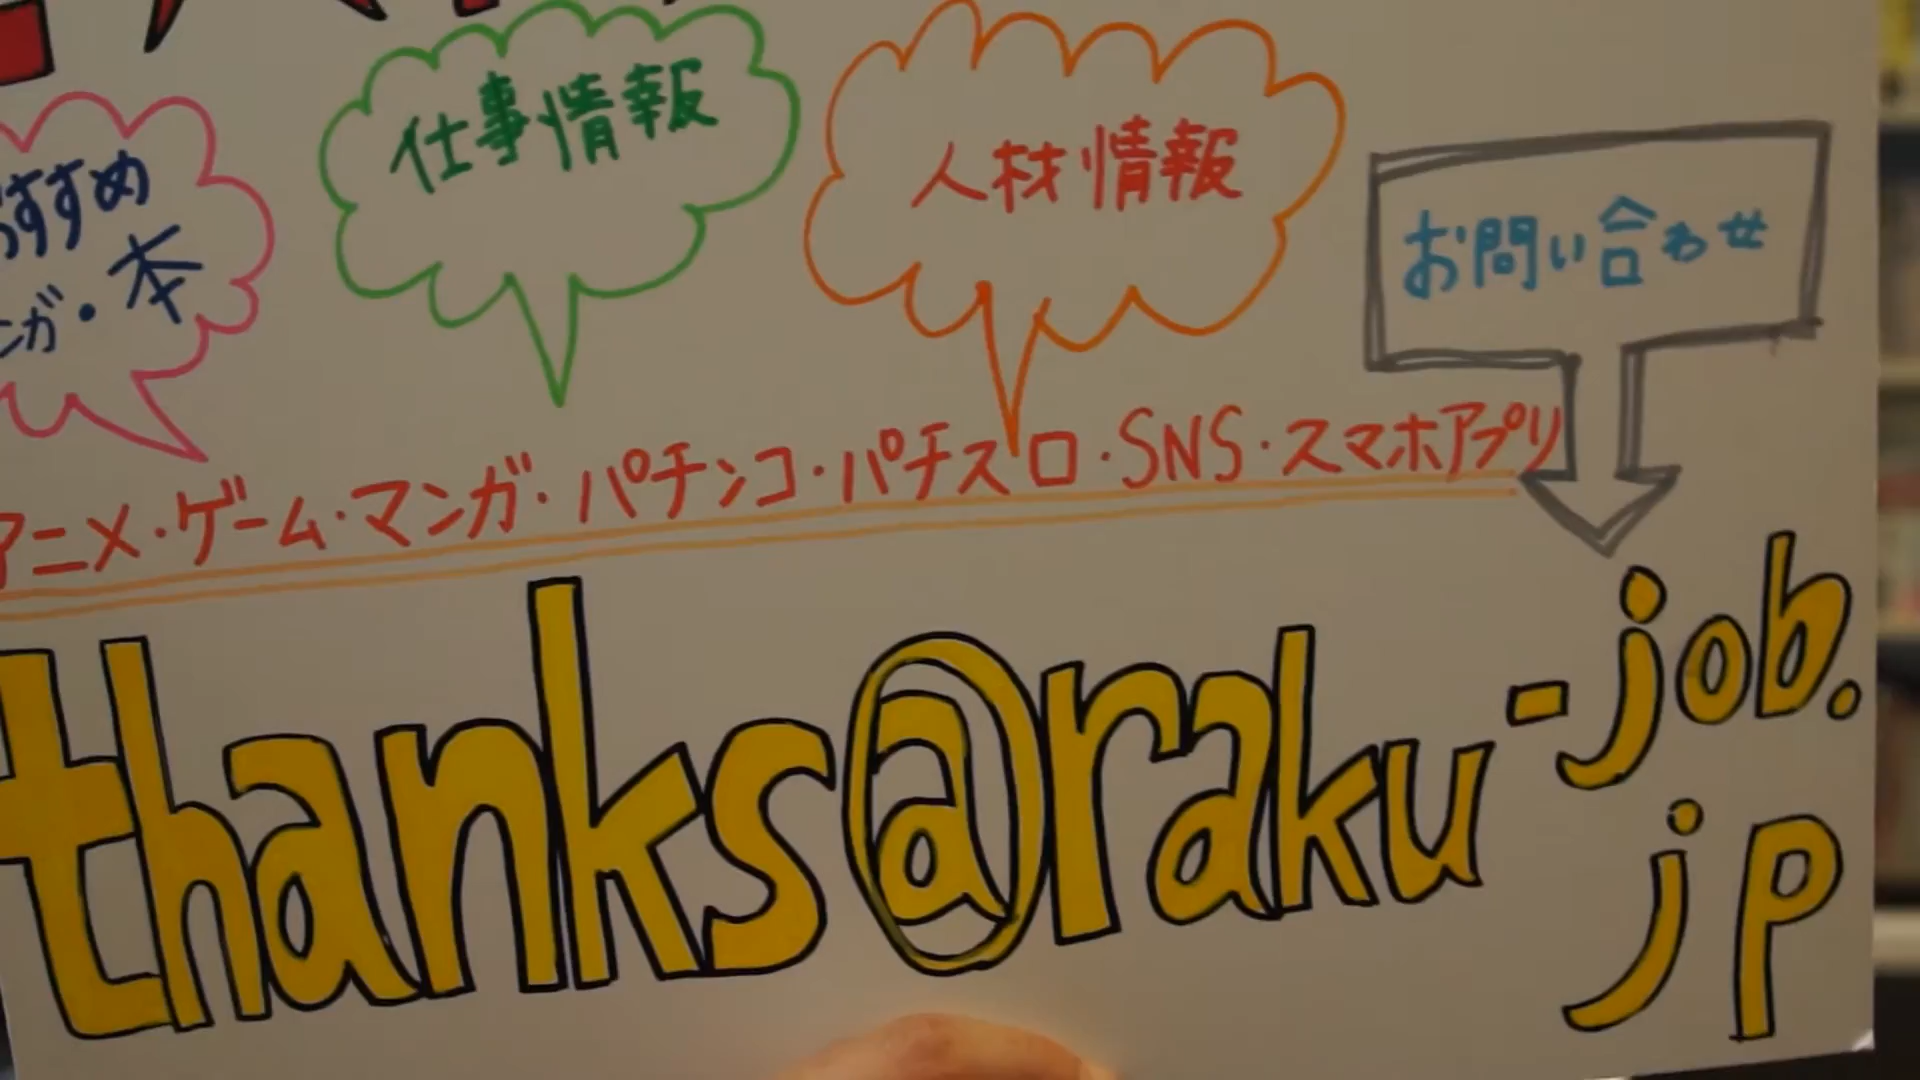 おすすめ
ンガ・本
仕事情報
人材情報
お問い合わせ
アニメ・ゲーム・マンガ・パチンコ・パチスロ・SNS・スマホアプリ
thanks@raku-job.
jp